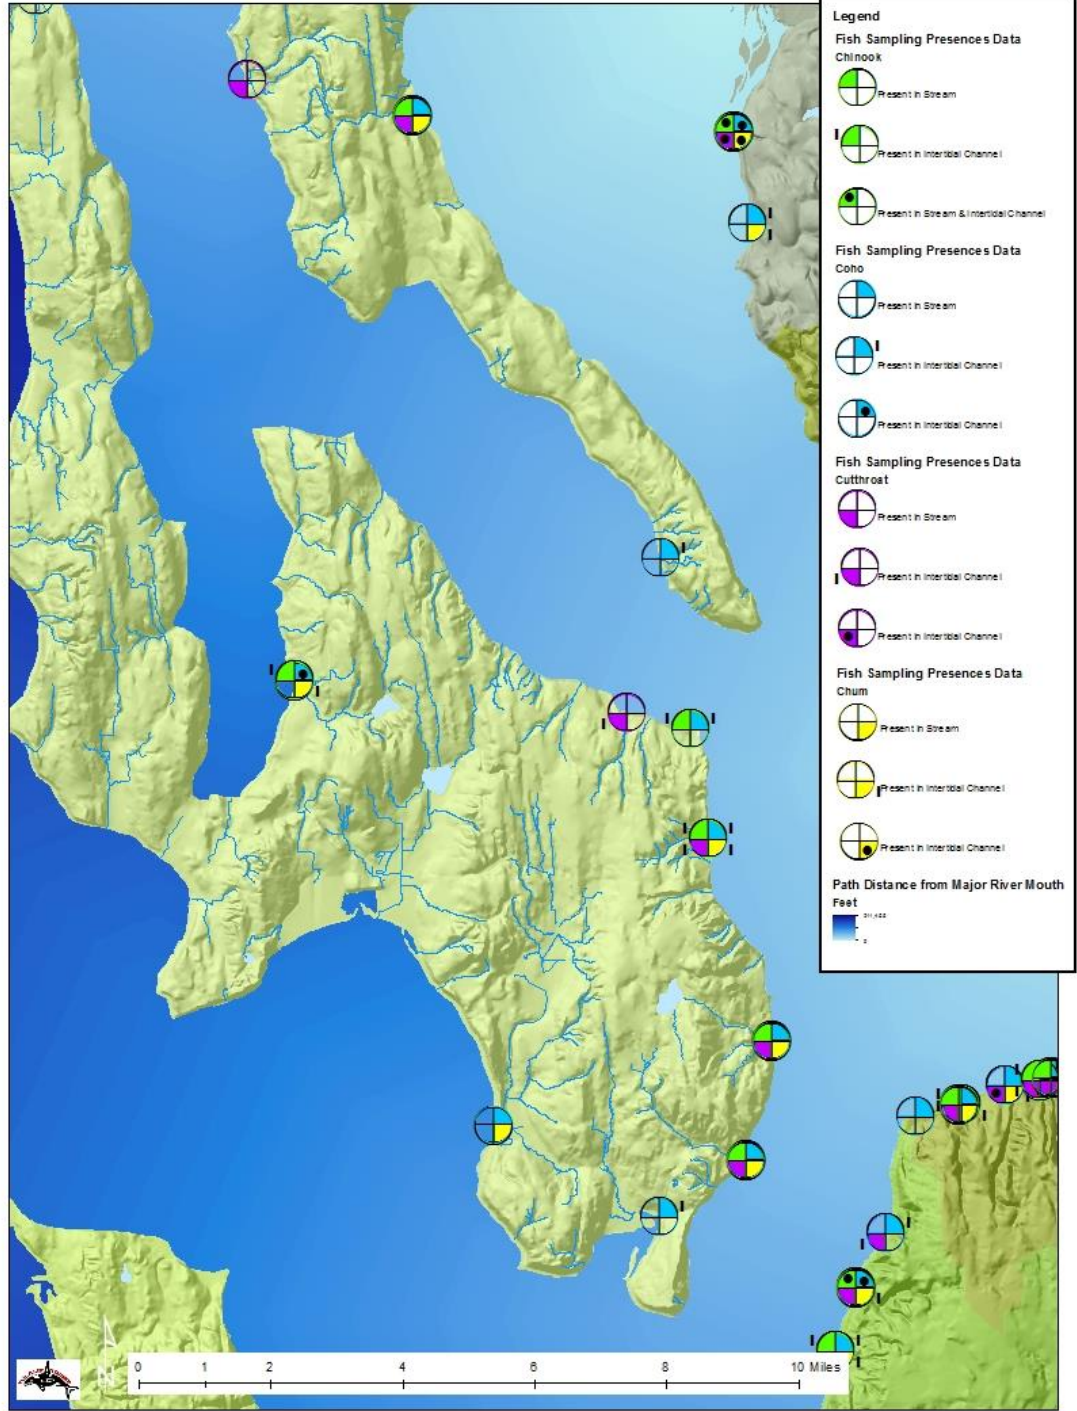 Legend
Fish Sampling Presences Data
Chinook
Present in Stream
I
Present in Intertidal Channel
Present in Stream & Intertidal Channel
Fish Sampling Presences Data
Coho
Present in Stream
I
Present in Intertidal Channel
Present in Intertidal Channel
Fish Sampling Presences Data
Cutthroat
Present in Stream
I
Present in Intertidal Channel
Present in Intertidal Channel
Fish Sampling Presences Data
Chum
Present in Stream
I
Present in Intertidal Channel
Present in Intertidal Channel
Path Distance from Major River Mouth
Feet
0
0 1 2 4 6 8 10 Miles